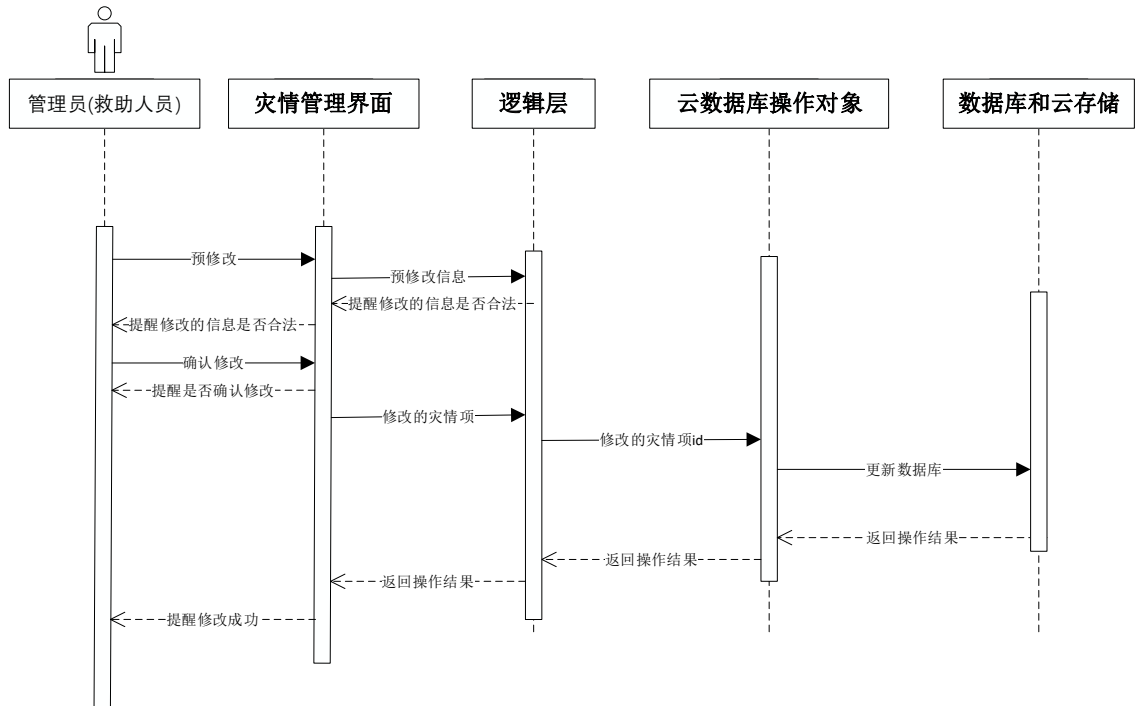 管理员(救助人员)
灾情管理界面
逻辑层
云数据库操作对象
数据库和云存储
预修改
预修改信息
提醒修改的信息是否合法
提醒修改的信息是否合法
确认修改
提醒是否确认修改
修改的灾情项
修改的灾情项id
更新数据库
返回操作结果
返回操作结果
返回操作结果
提醒修改成功